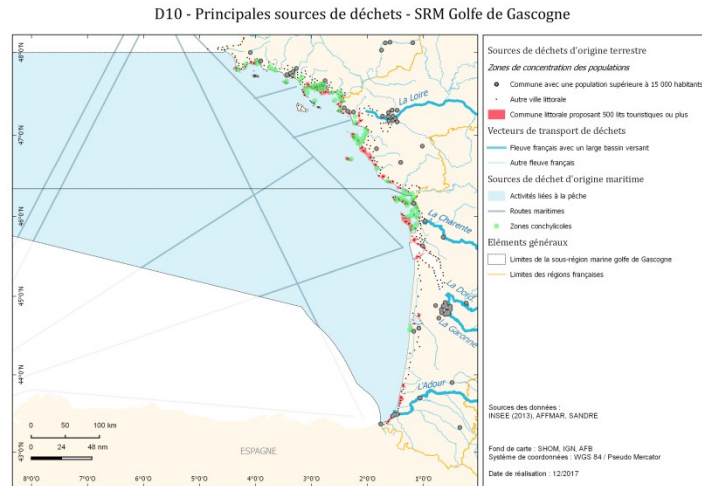 D10 - Principales sources de déchets - SRM Golfe de Gascogne
48°0'N
47°0'N
46°0'N
45°0'N
44°0'N
43°0'N
La Loire
La Charente
La Dord
La Garonne
L'Adour
ESPAGNE
0 50 100 km
0 24 48 nm
8°0'O 7°0'O 6°0'O 5°0'O 4°0'O 3°0'O 2°0'O 1°0'O 0°0'
Sources de déchets d'origine terrestre
Zones de concentration des populations
Commune avec une population supérieure à 15 000 habitants
Autre ville littorale
Commune littorale proposant 500 lits touristiques ou plus
Vecteurs de transport de déchets
Fleuve français avec un large bassin versant
Autre fleuve français
Sources de déchet d'origine maritime
Activités liées à la pêche
Routes maritimes
Zones conchylicoles
Eléments généraux
Limites de la sous-région marine golfe de Gascogne
Limites des régions françaises
Sources des données :
INSEE (2013), AFFMAR, SANDRE
Fond de carte : SHOM, IGN, AFB
Système de coordonnées : WGS 84 / Pseudo Mercator
Date de réalisation : 12/2017